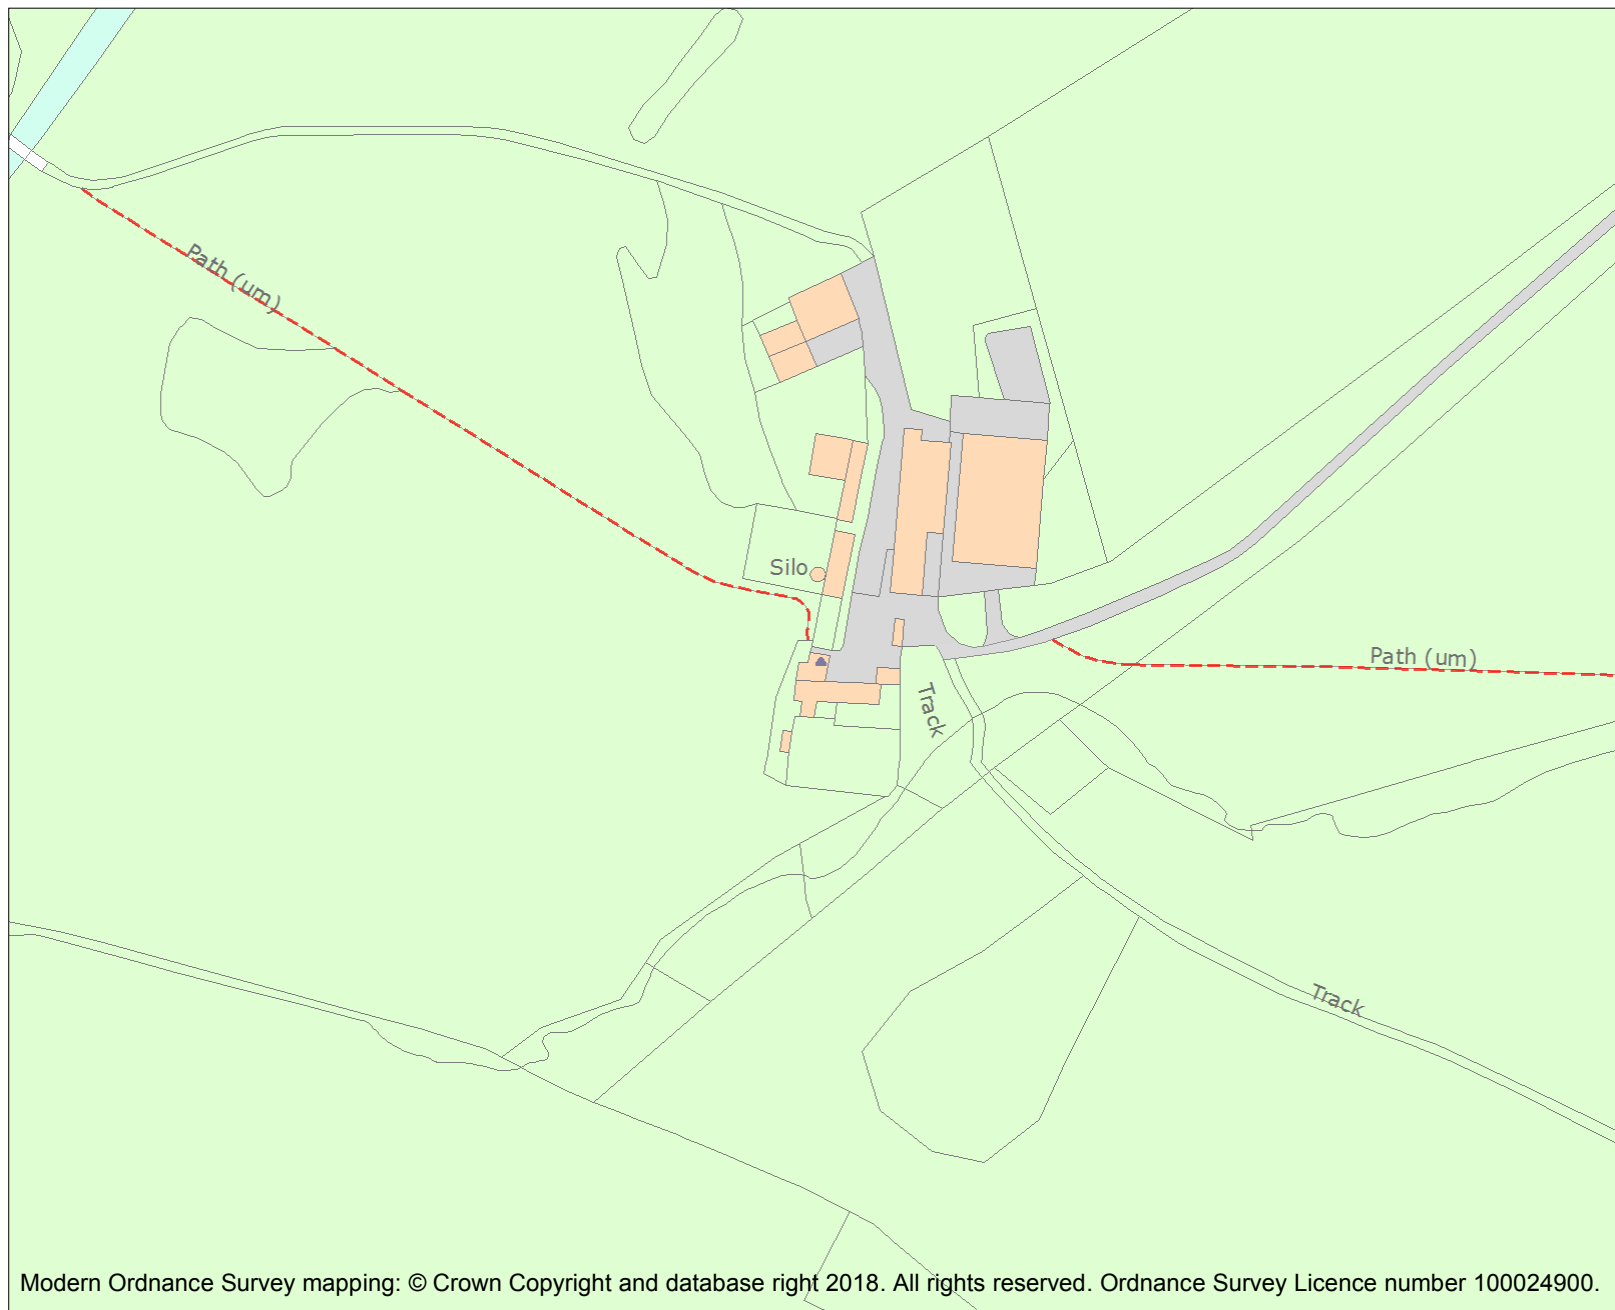 Path (um)
Silo
Path (um)
Track
Track
Modern Ordnance Survey mapping: © Crown Copyright and database right 2018. All rights reserved. Ordnance Survey Licence number 100024900.